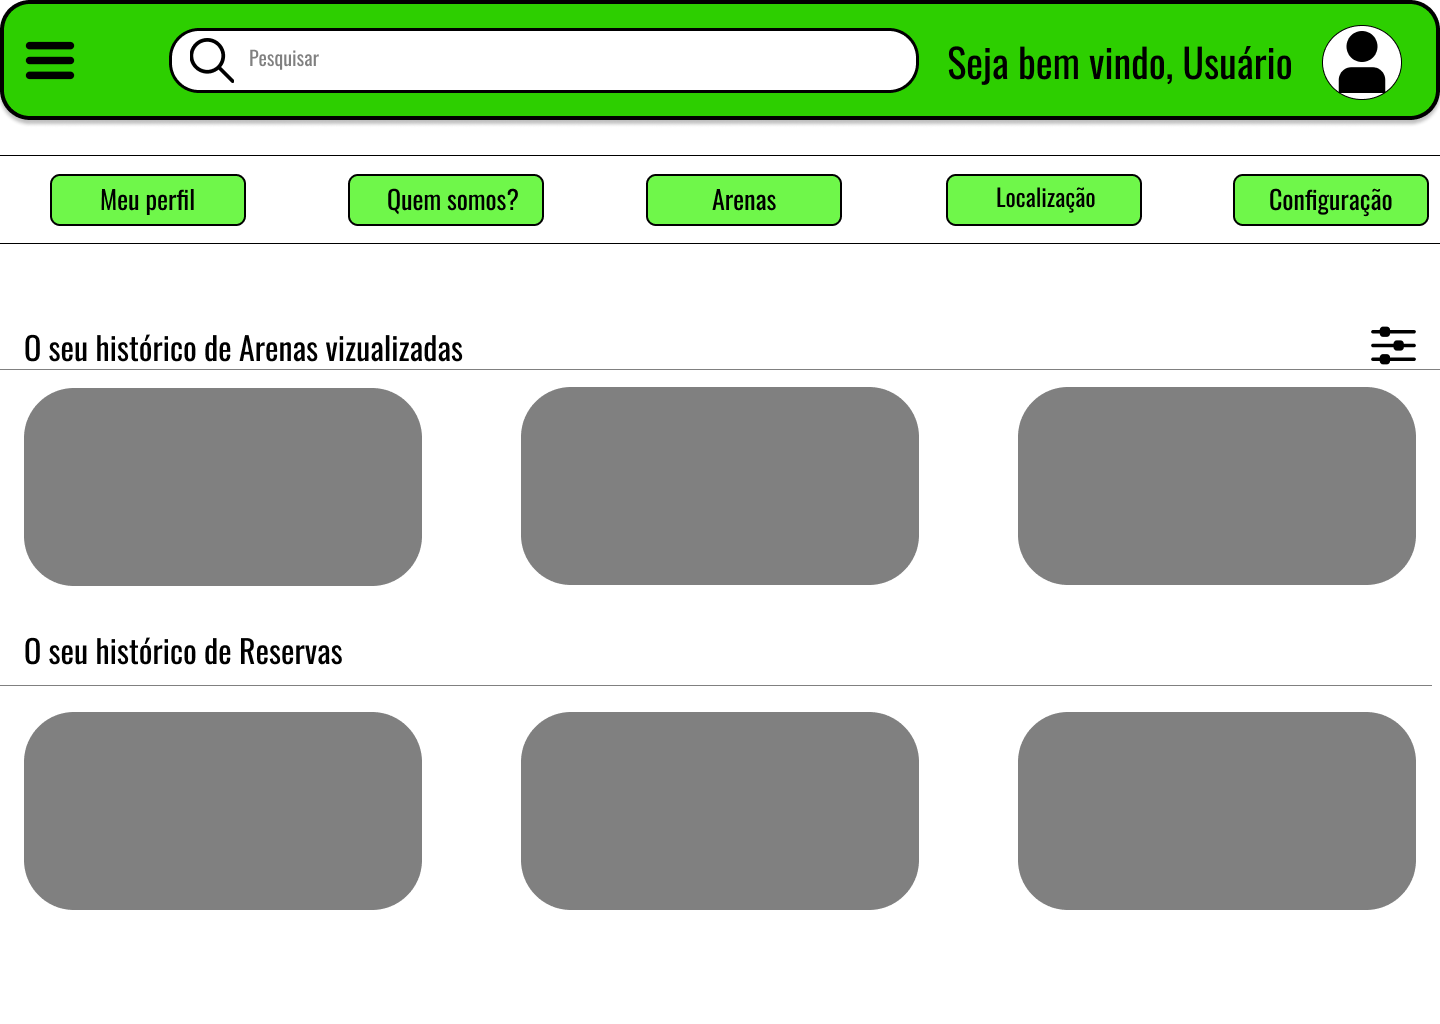 Pesquisar
Seja bem vindo, Usuário
Meu perfil
Quem somos?
Arenas
Localização
Configuração
O seu histórico de Arenas vizualizadas
O seu histórico de Reservas